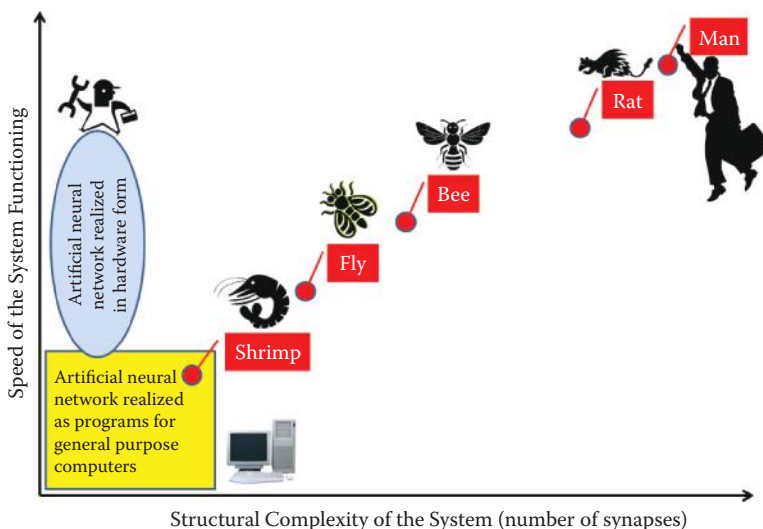 Speed of the System Functioning
Artificial neural
network realized
in hardware form
Artificial neural
network realized
as programs for
general purpose
computers
Shrimp
Fly
Bee
Rat
Man
Structural Complexity of the System (number of synapses)